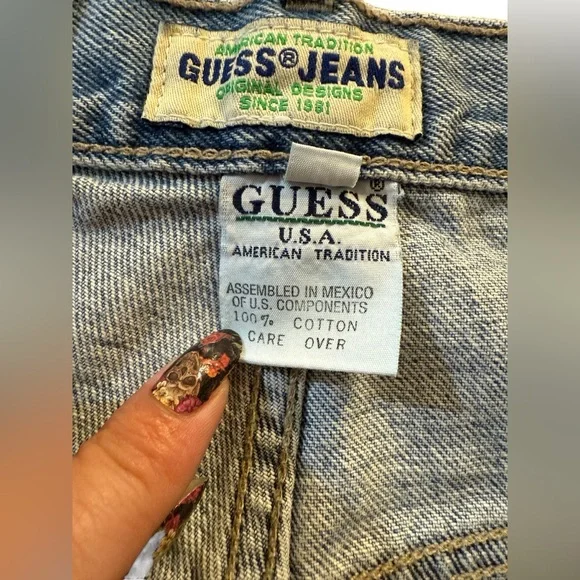 AMERICAN TRADITION
GUESS® JEANS
ORIGINAL DESIGNS
SINCE 1981
GUESS®
U.S.A.
AMERICAN TRADITION
ASSEMBLED IN MEXICO
OF U.S. COMPONENTS
100% COTTON
CARE OVER